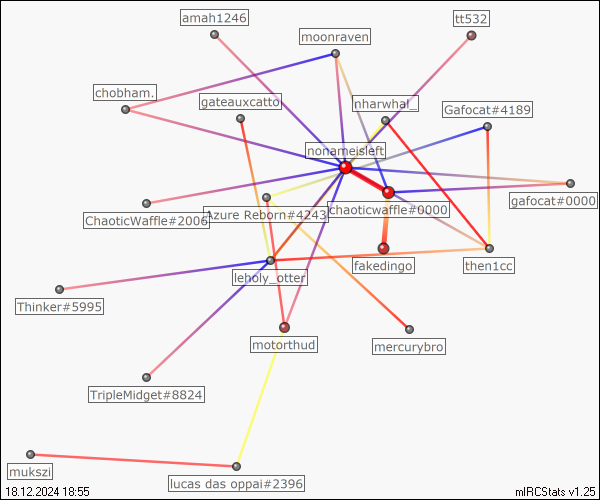 amah1246
tt532
moonraven
chobham.
gateauxcatto
nharwhal_
Gafocat#4189
nonameisleft
gafocat#0000
ChaoticWaffle#2006
Azure Reborn#4243
Chaoticwaffle#0000
fakedingo
then1cc
leholy_otter
Thinker#5995
motorthud
mercurybro
TripleMidget#8824
mukszi
lucas das oppai#2396
18.12.2024 18:55
mIRCStats v1.25